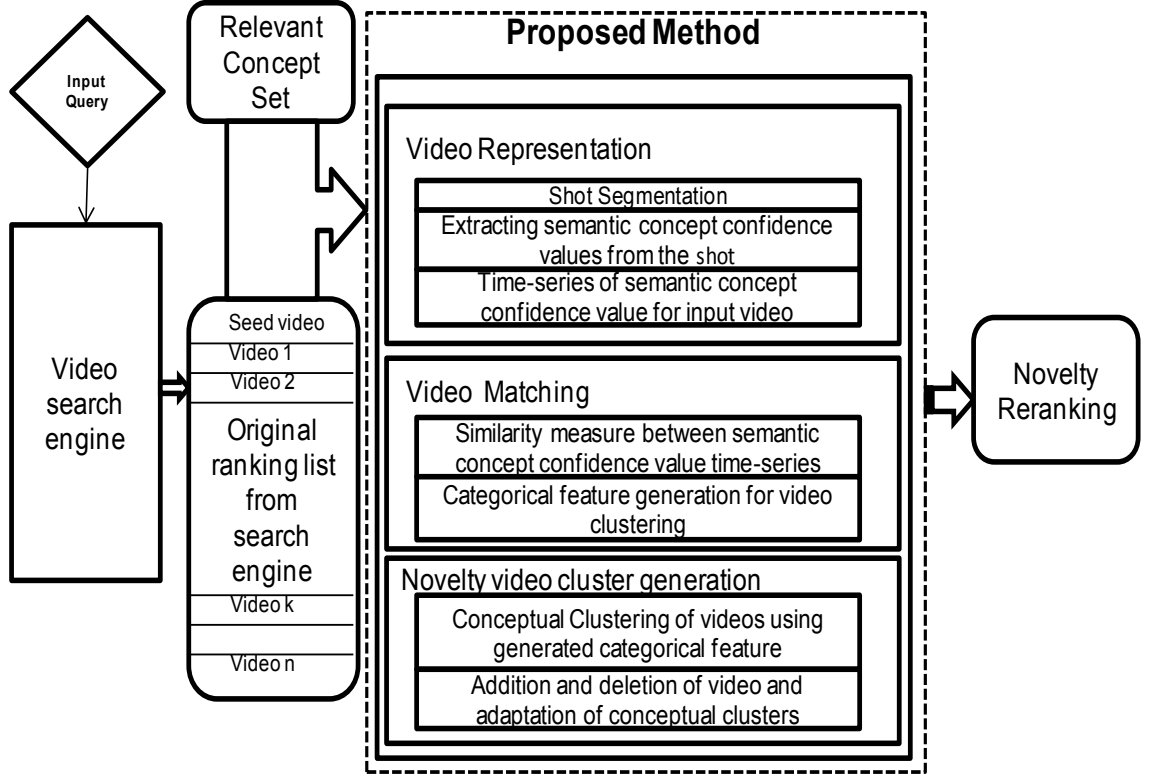 Input
Query
Video
search
engine
Relevant
Concept
Set
Seed video
Video 1
Video 2
Original
ranking list
from
search
engine
Video k
Video n
Proposed Method
Video Representation
Shot Segmentation
Extracting semantic concept confidence
values from the shot
Time-series of semantic concept
confidence value for input video
Video Matching
Similarity measure between semantic
concept confidence value time-series
Categorical feature generation for video
clustering
Novelty video cluster generation
Conceptual Clustering of videos using
generated categorical feature
Addition and deletion of video and
adaptation of conceptual clusters
Novelty
Reranking